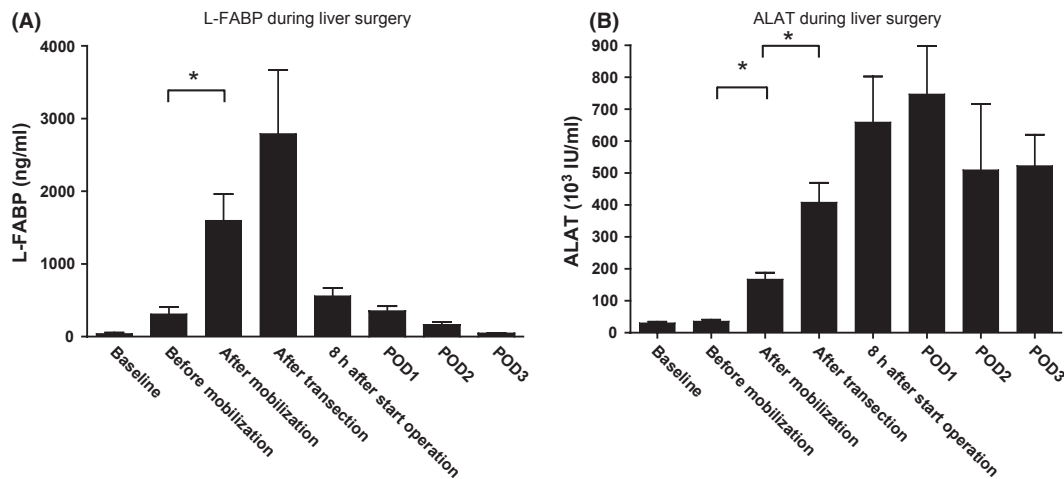 (A)
L-FABP during liver surgery
L-FABP (ng/ml)
4000
3000
2000
1000
0
*
Baseline
Before mobilization
After mobilization
After transection
8 h after start operation
POD1
POD2
POD3
(B)
ALAT during liver surgery
ALAT (10³ IU/ml)
900
800
700
600
500
400
300
200
100
0
*
*
Baseline
Before mobilization
After mobilization
After transection
8 h after start operation
POD1
POD2
POD3